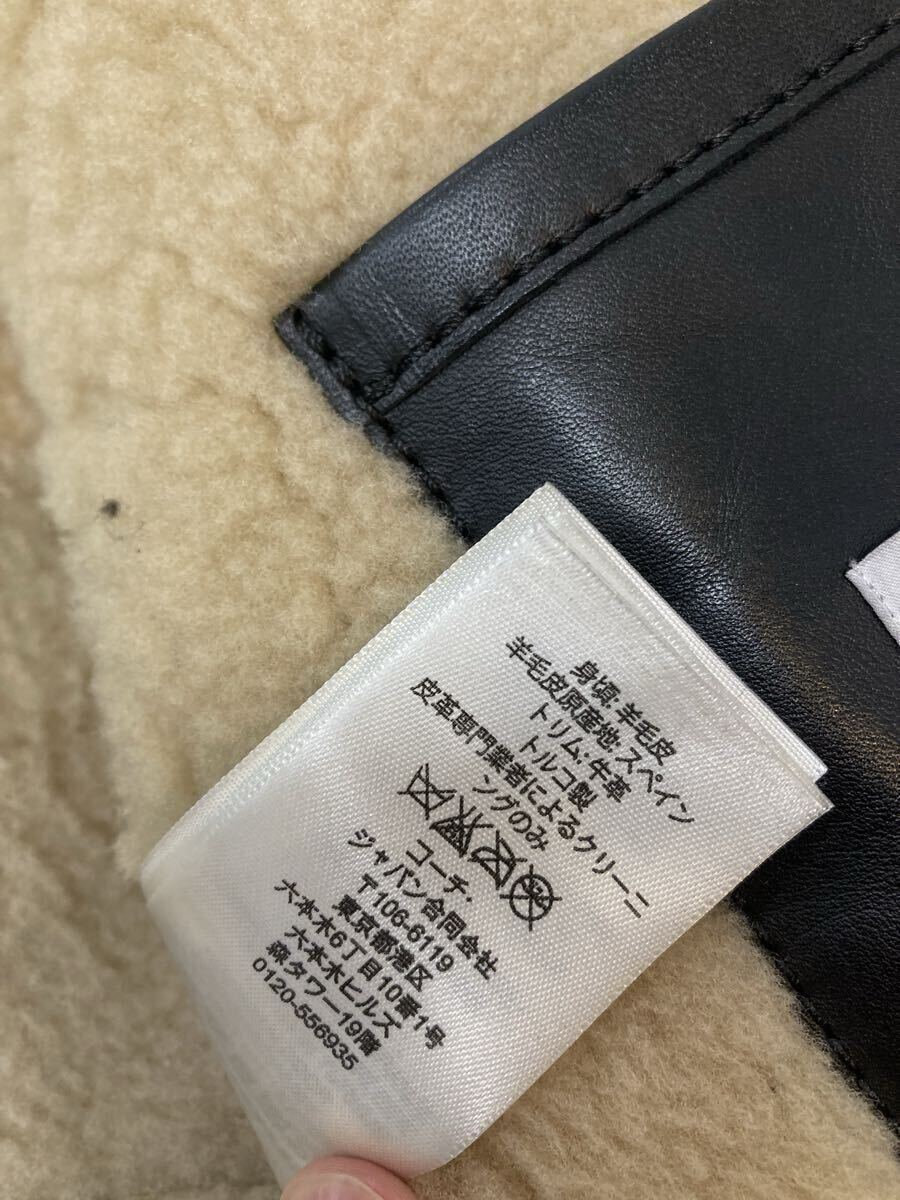 身頃: 羊毛皮
羊毛皮原産地: スペイン
トリム: 牛革
トルコ製
皮革専門業者によるクリーニ
ングのみ
コーチ・
ジャパン合同会社
〒106-6119
東京都港区
六本木6丁目10番1号
六本木ヒルズ
森タワー19階
0120-556935